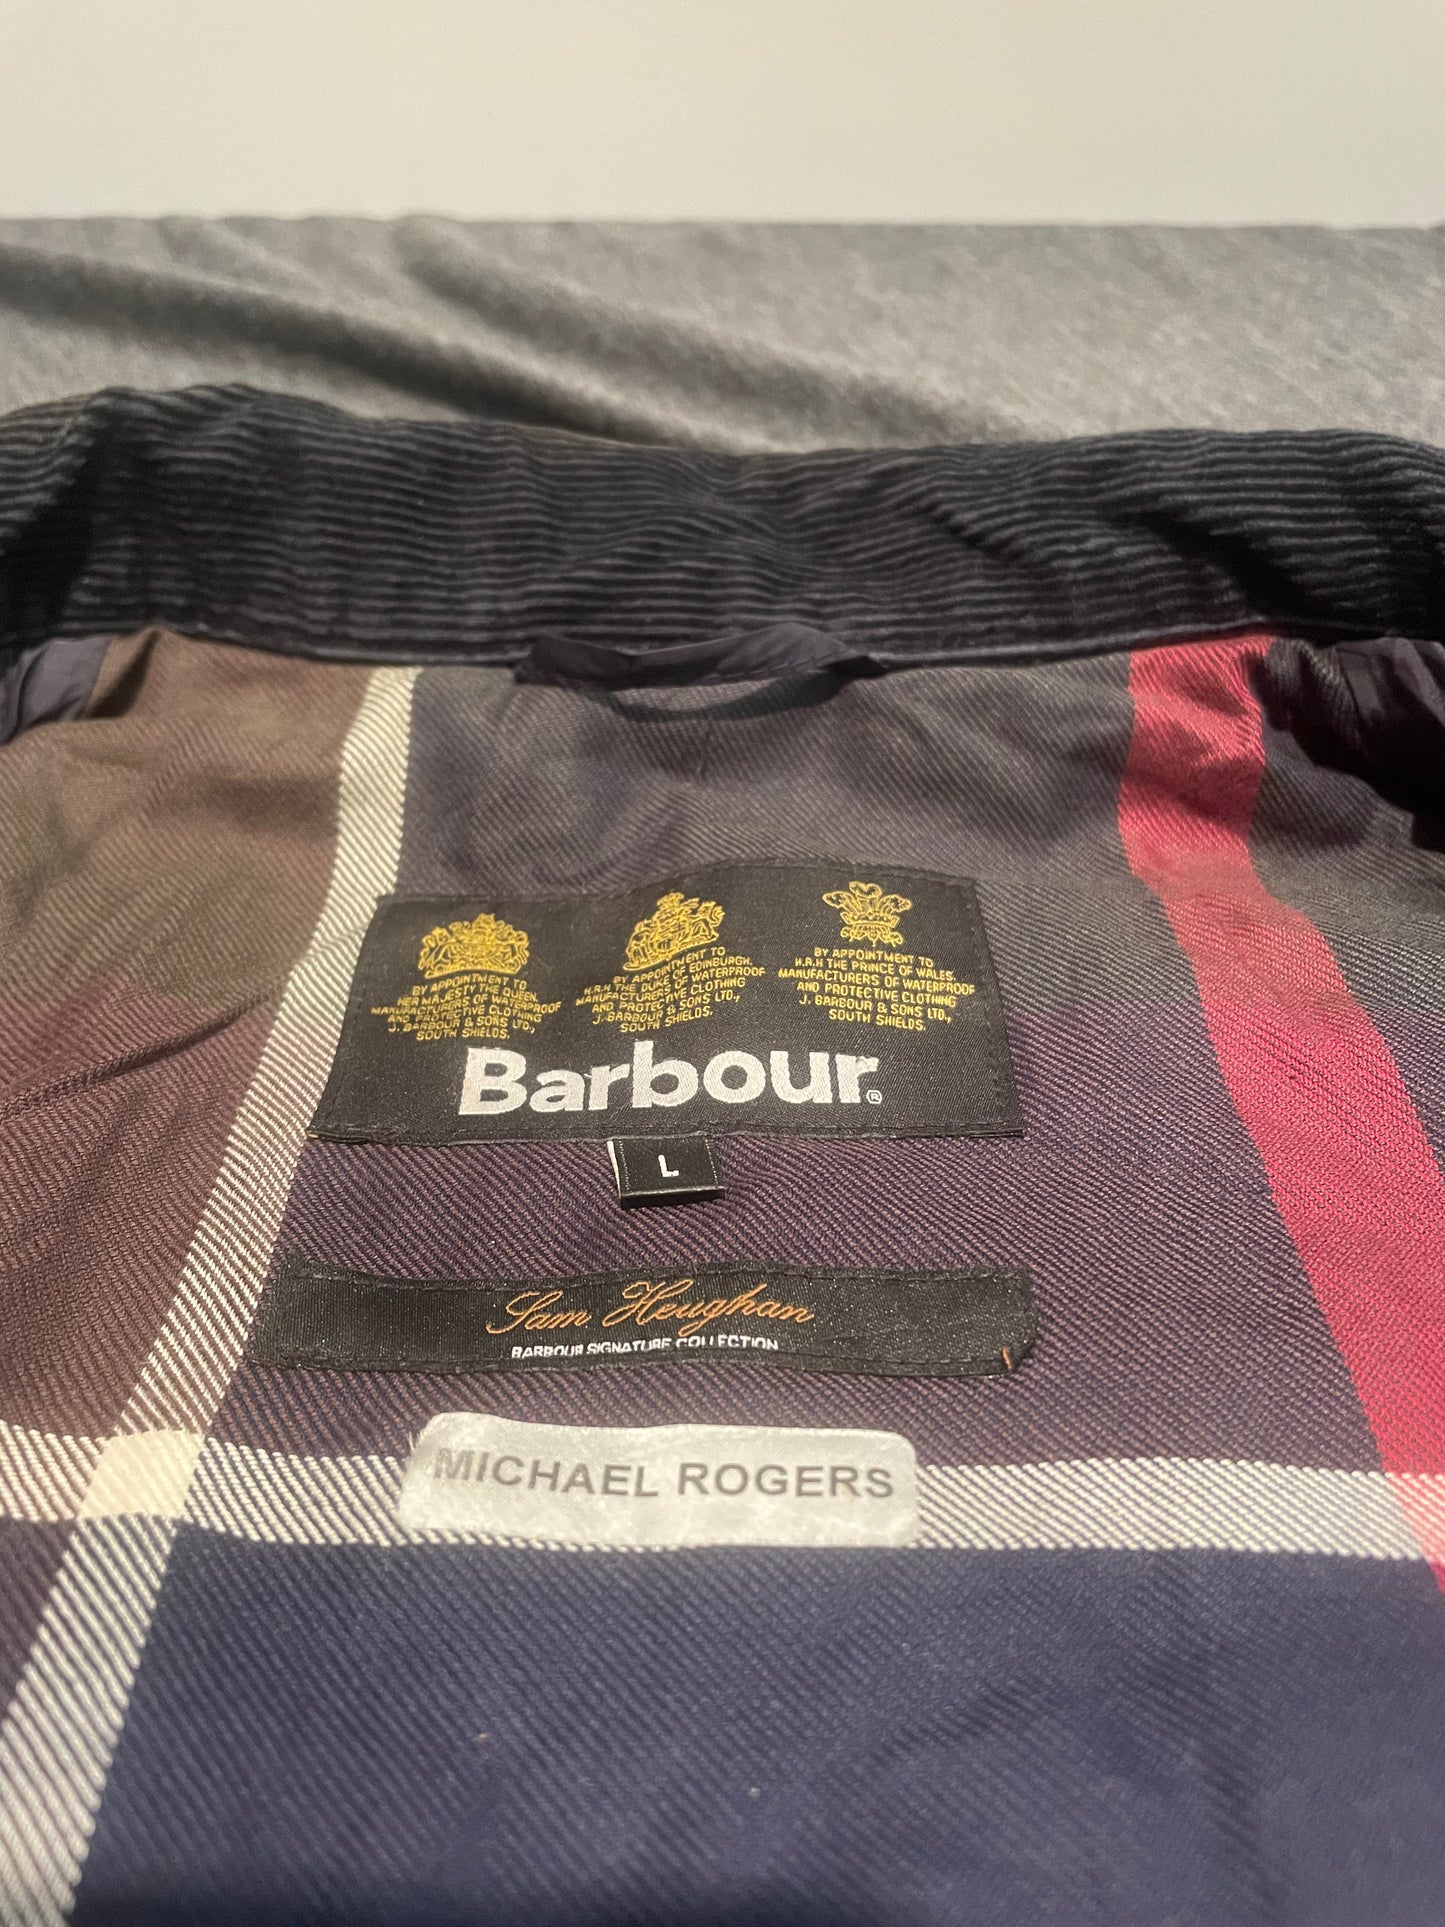 BY APPOINTMENT TO
HER MAJESTY THE QUEEN.
MANUFACTURERS OF WATERPROOF
AND PROTECTIVE CLOTHING
J. BARBOUR & SONS LTD.,
SOUTH SHIELDS.
BY APPOINTMENT TO
H.R.H THE DUKE OF EDINBURGH.
MANUFACTURERS OF WATERPROOF
AND PROTECTIVE CLOTHING
J. BARBOUR & SONS LTD.,
SOUTH SHIELDS.
BY APPOINTMENT TO
H.R.H THE PRINCE OF WALES.
MANUFACTURERS OF WATERPROOF
AND PROTECTIVE CLOTHING
J. BARBOUR & SONS LTD.,
SOUTH SHIELDS.
Barbour®
L
Sam Heughan
BARBOUR SIGNATURE COLLECTION
MICHAEL ROGERS